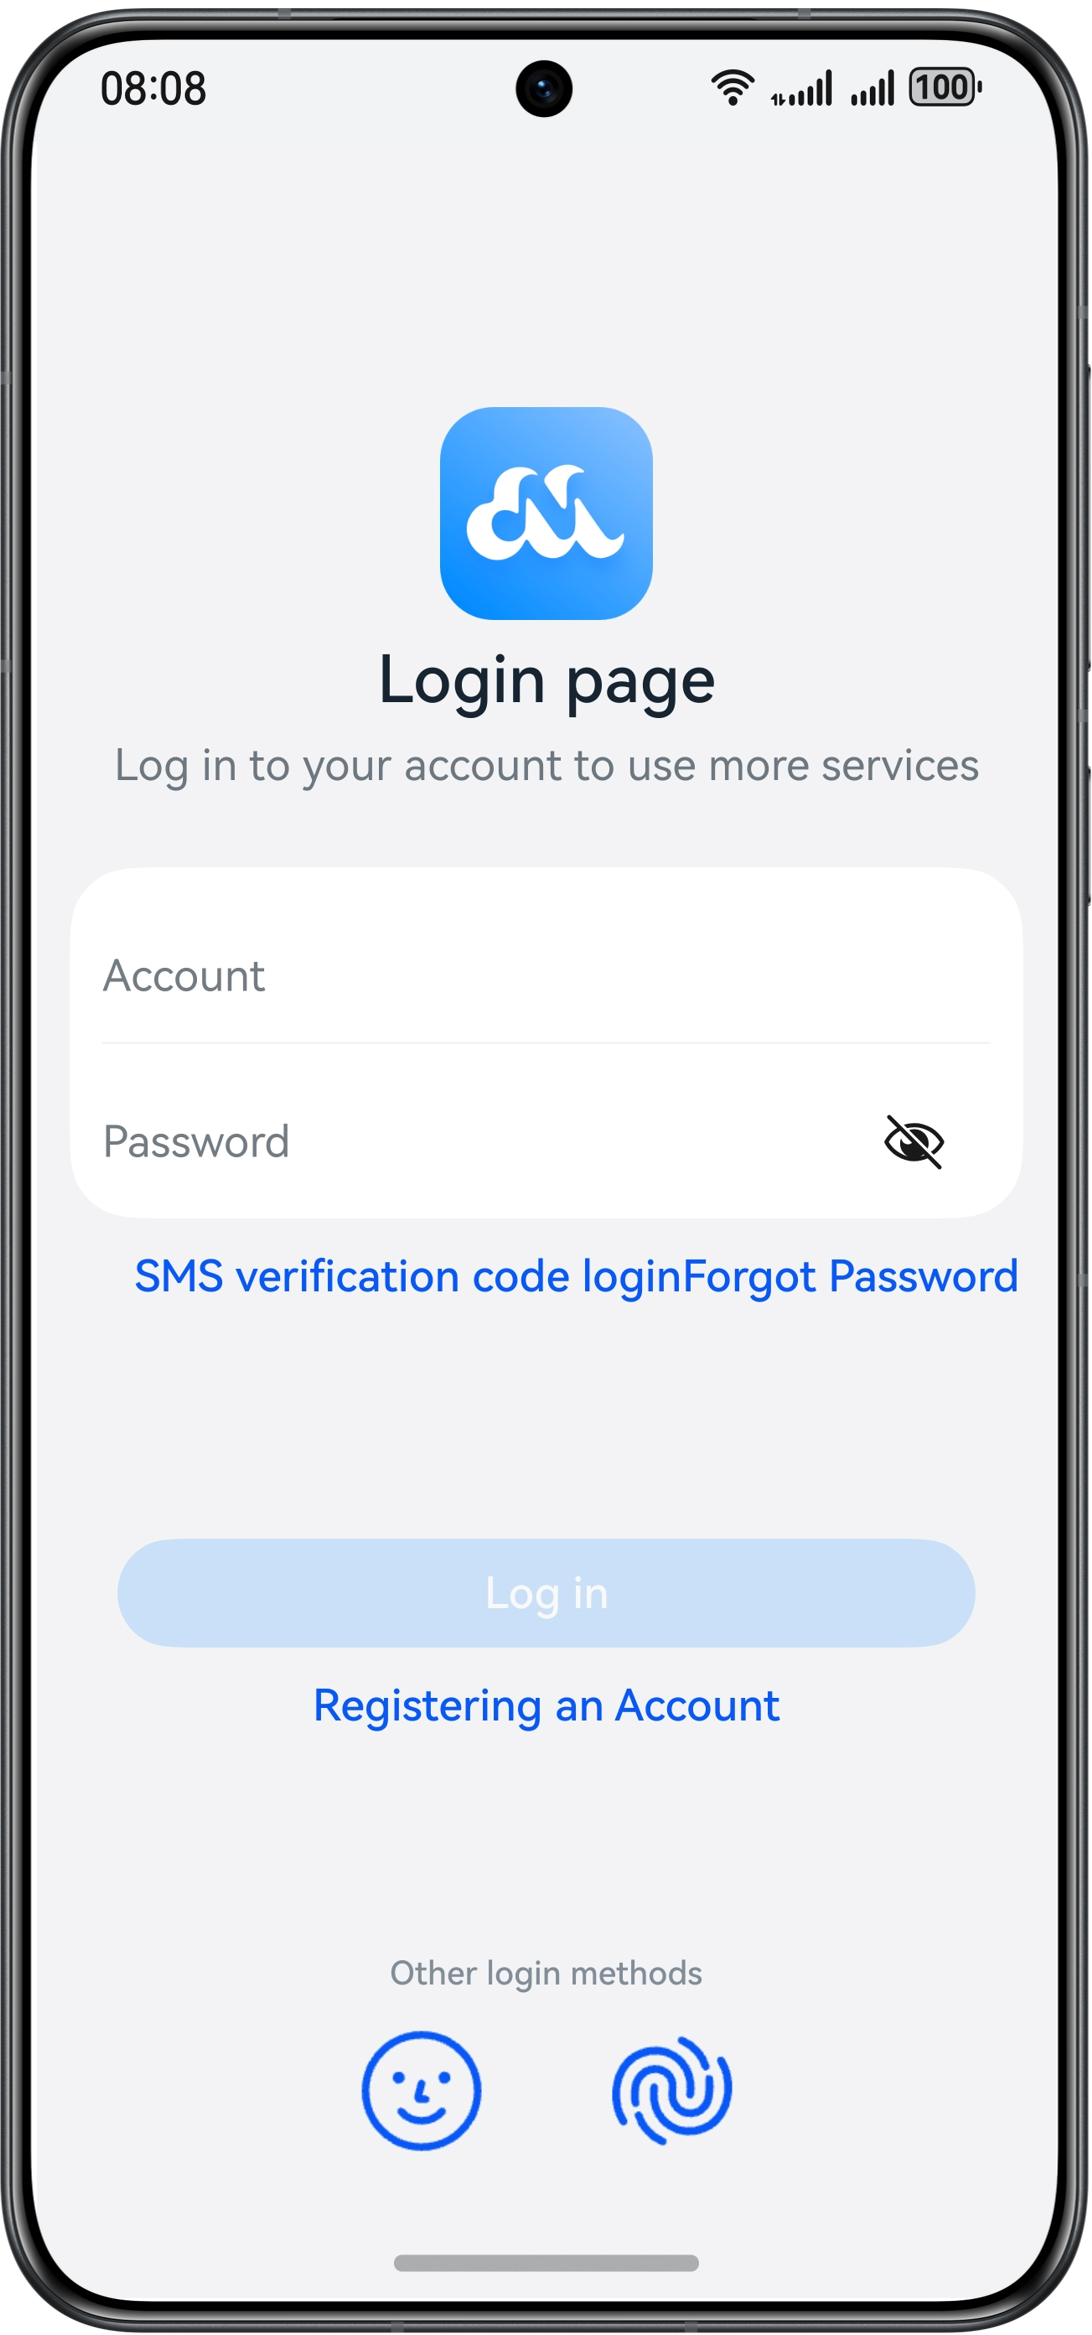 08:08
100
Login page
Log in to your account to use more services
Account
Password
SMS verification code loginForgot Password
Log in
Registering an Account
Other login methods